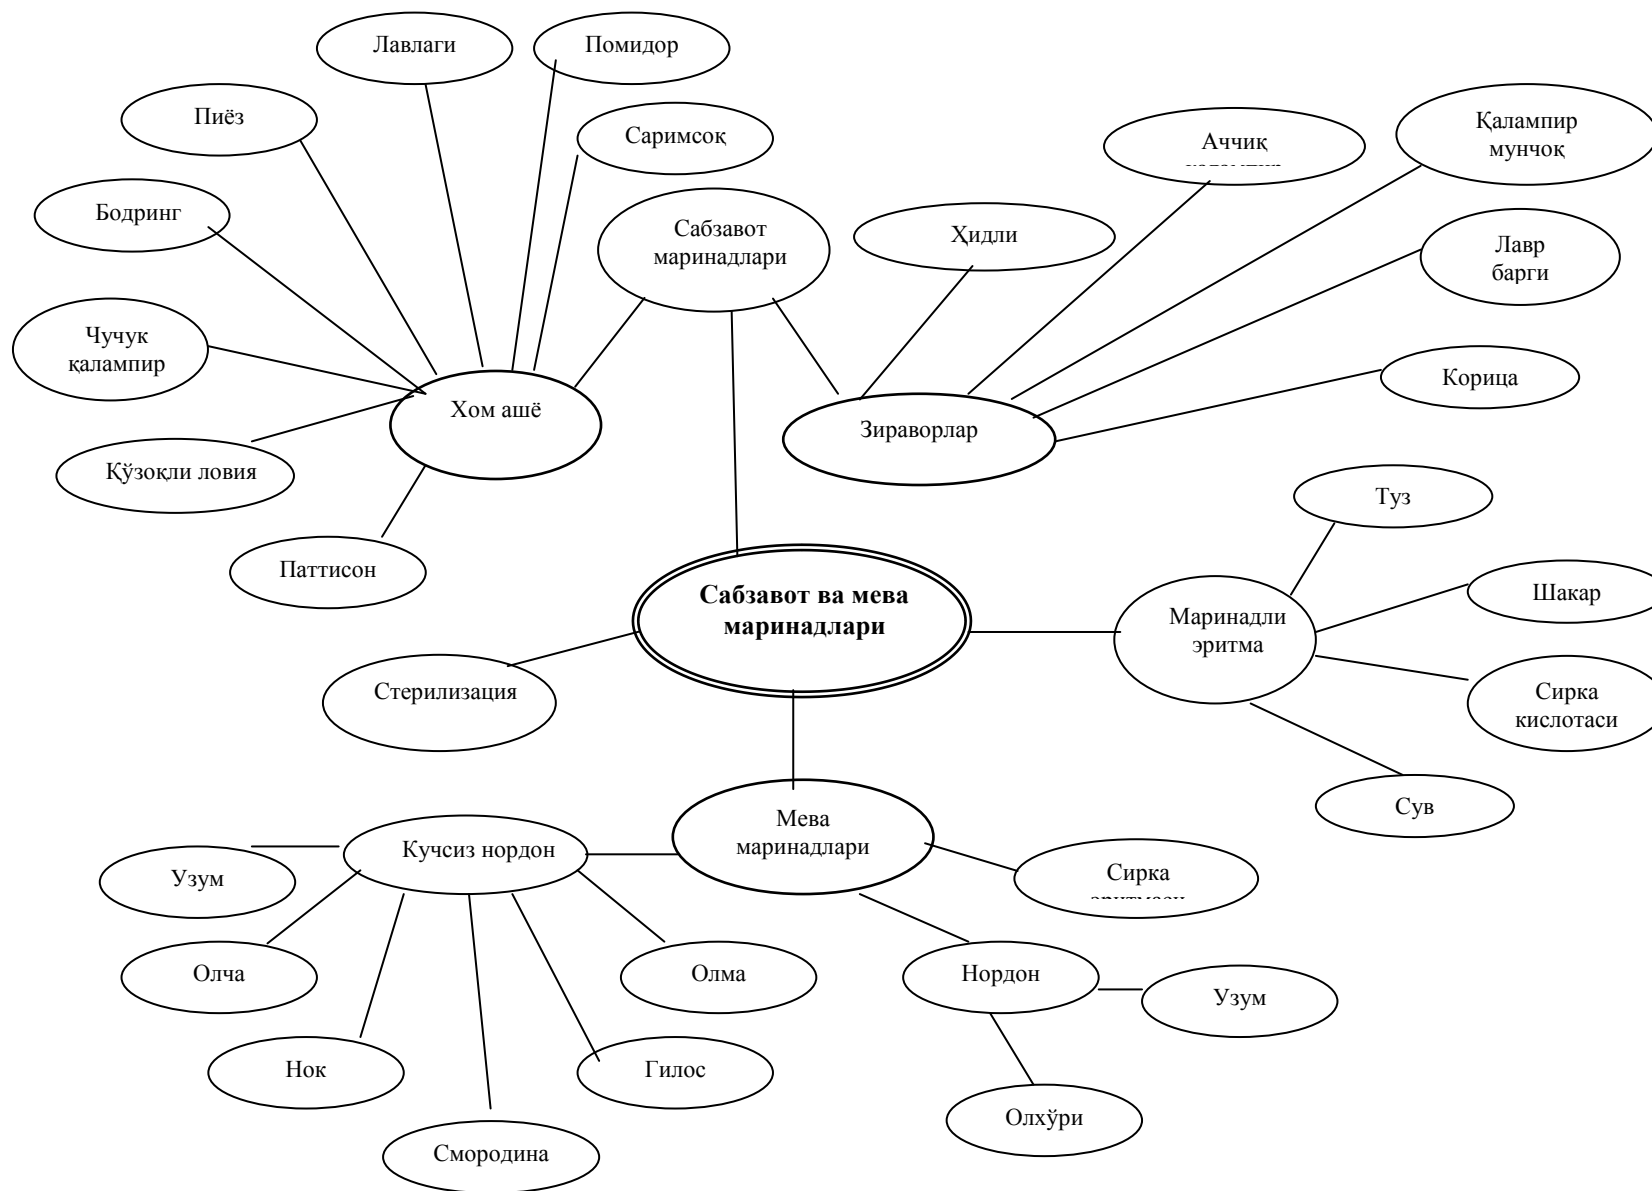 Лавлаги
Помидор
Пиёз
Саримсоқ
Аччиқ
Қалампир
мунчоқ
Бодринг
Сабзавот
маринадлари
Ҳидли
Лавр
барги
Чучук
қалампир
Хом ашё
Зираворлар
Корица
Қўзоқли ловия
Паттисон
Туз
Сабзавот ва мева
маринадлари
Маринадли
эритма
Шакар
Стерилизация
Сирка
кислотаси
Сув
Мева
маринадлари
Кучсиз нордон
Узум
Сирка
Олча
Олма
Нордон
Узум
Нок
Гилос
Олхўри
Смородина